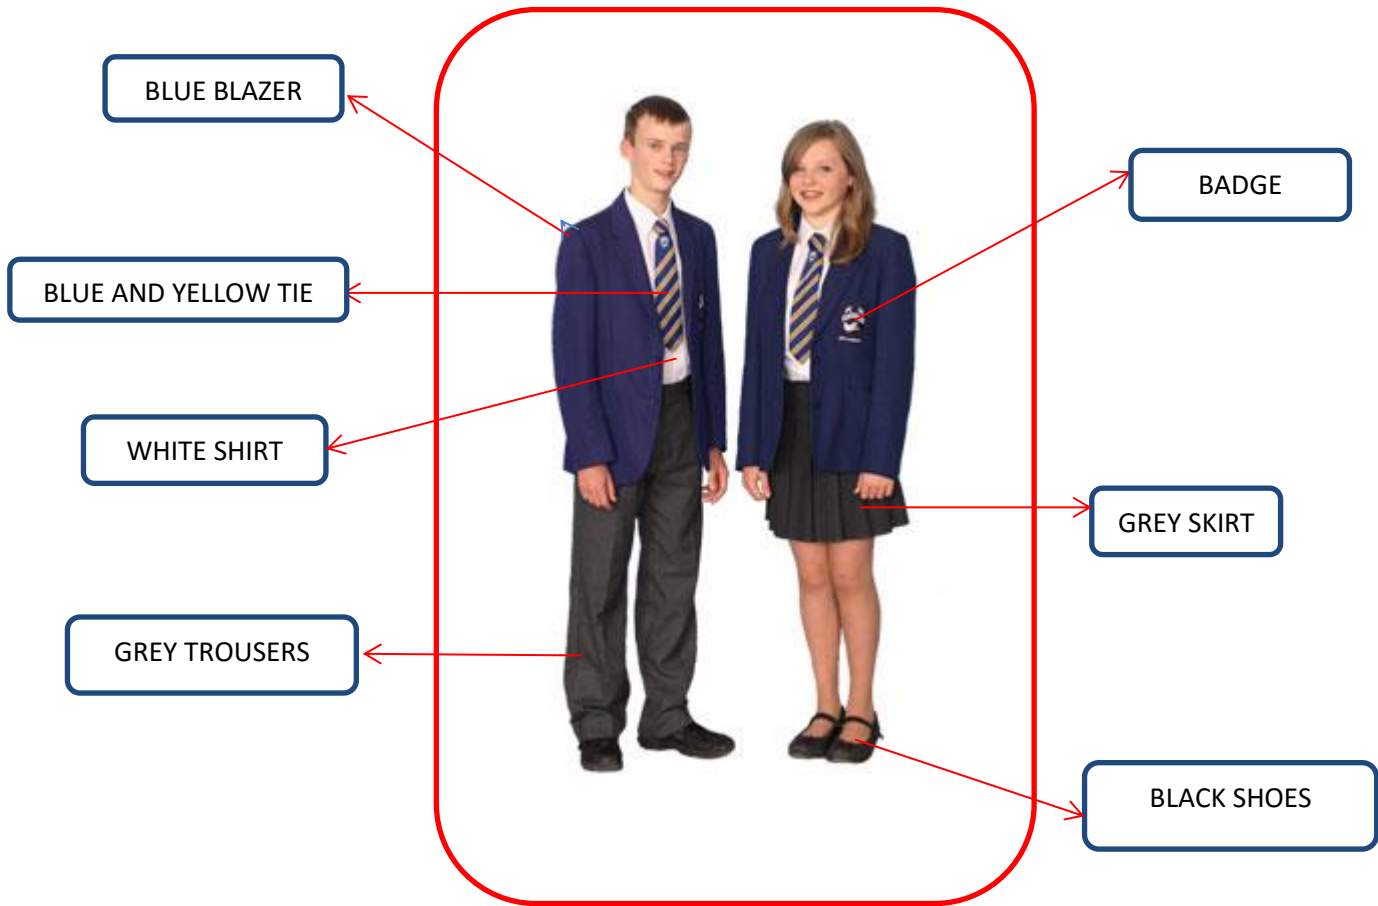 BLUE BLAZER
BADGE
BLUE AND YELLOW TIE
WHITE SHIRT
GREY SKIRT
GREY TROUSERS
BLACK SHOES